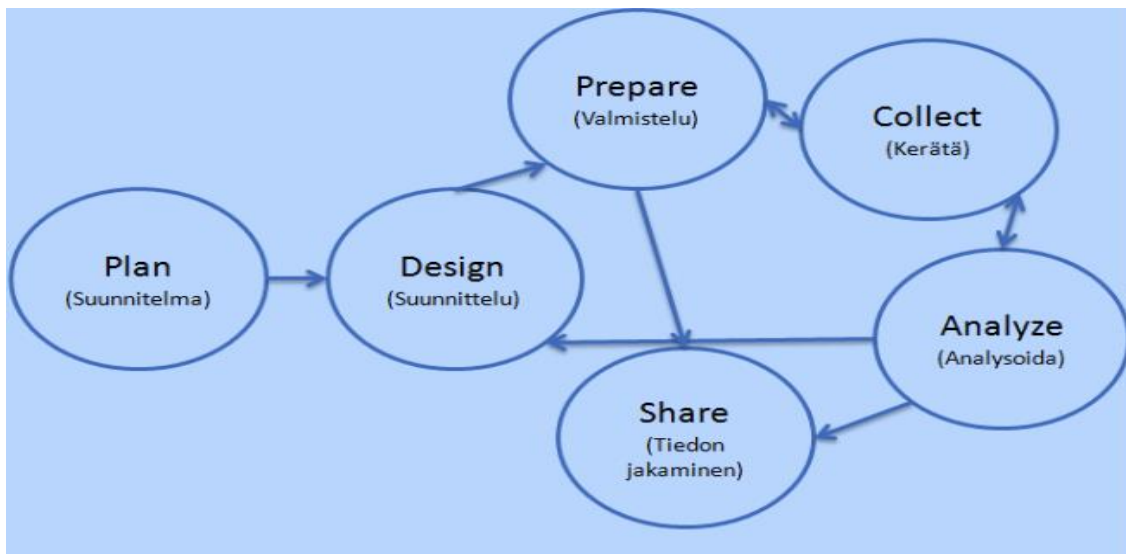 Plan
(Suunnitelma)
Design
(Suunnittelu)
Prepare
(Valmistelu)
Collect
(Kerätä)
Analyze
(Analysoida)
Share
(Tiedon
jakaminen)